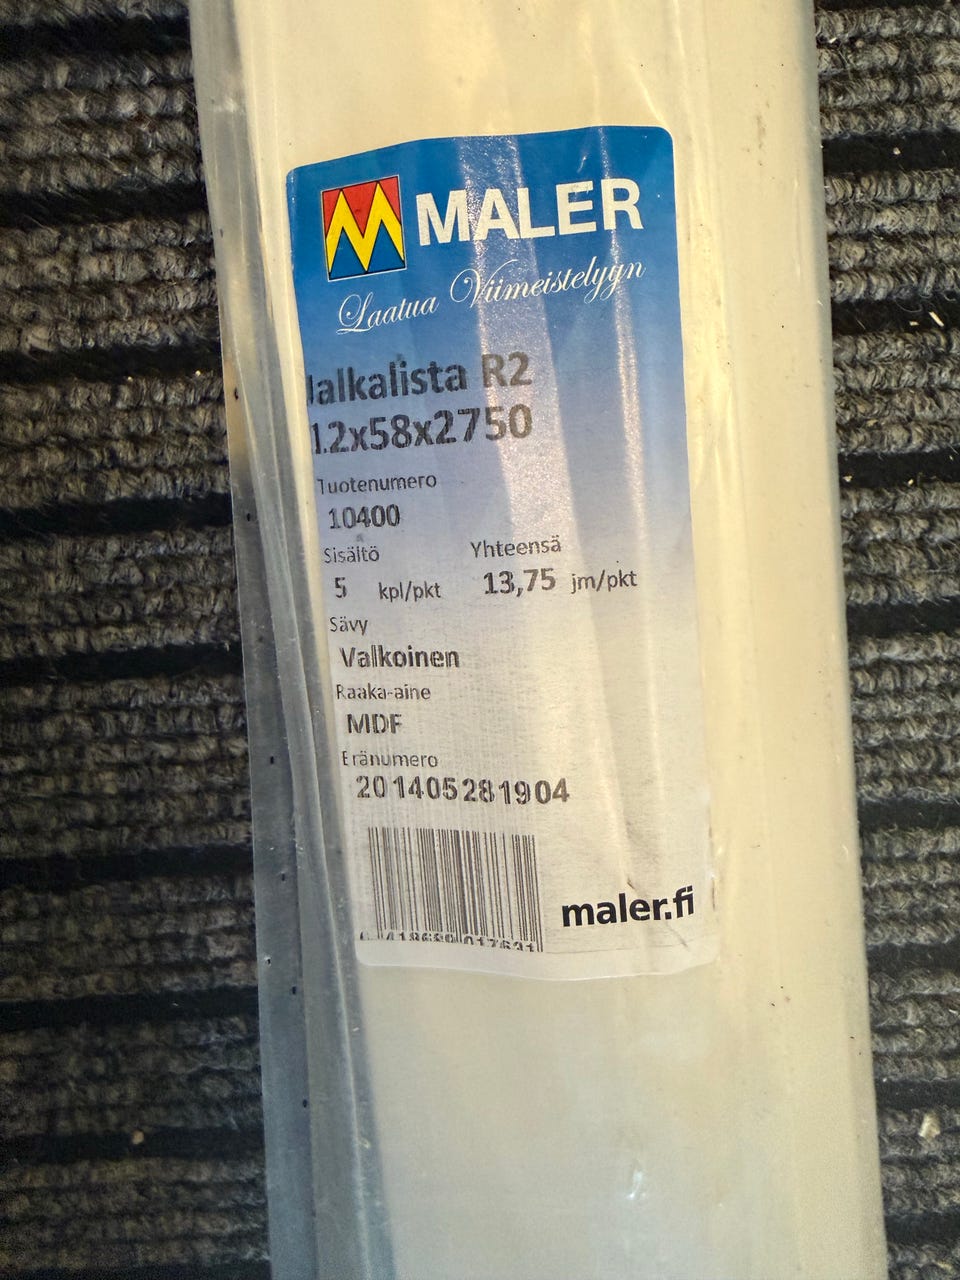 MALER
Laatua Viimeistelyyn
Jalkalista R2
12x58x2750
Tuotenumero
10400
Sisältö Yhteensä
5 kpl/pkt 13,75 jm/pkt
Sävy
Valkoinen
Raaka-aine
MDF
Eränumero
201405281904
maler.fi